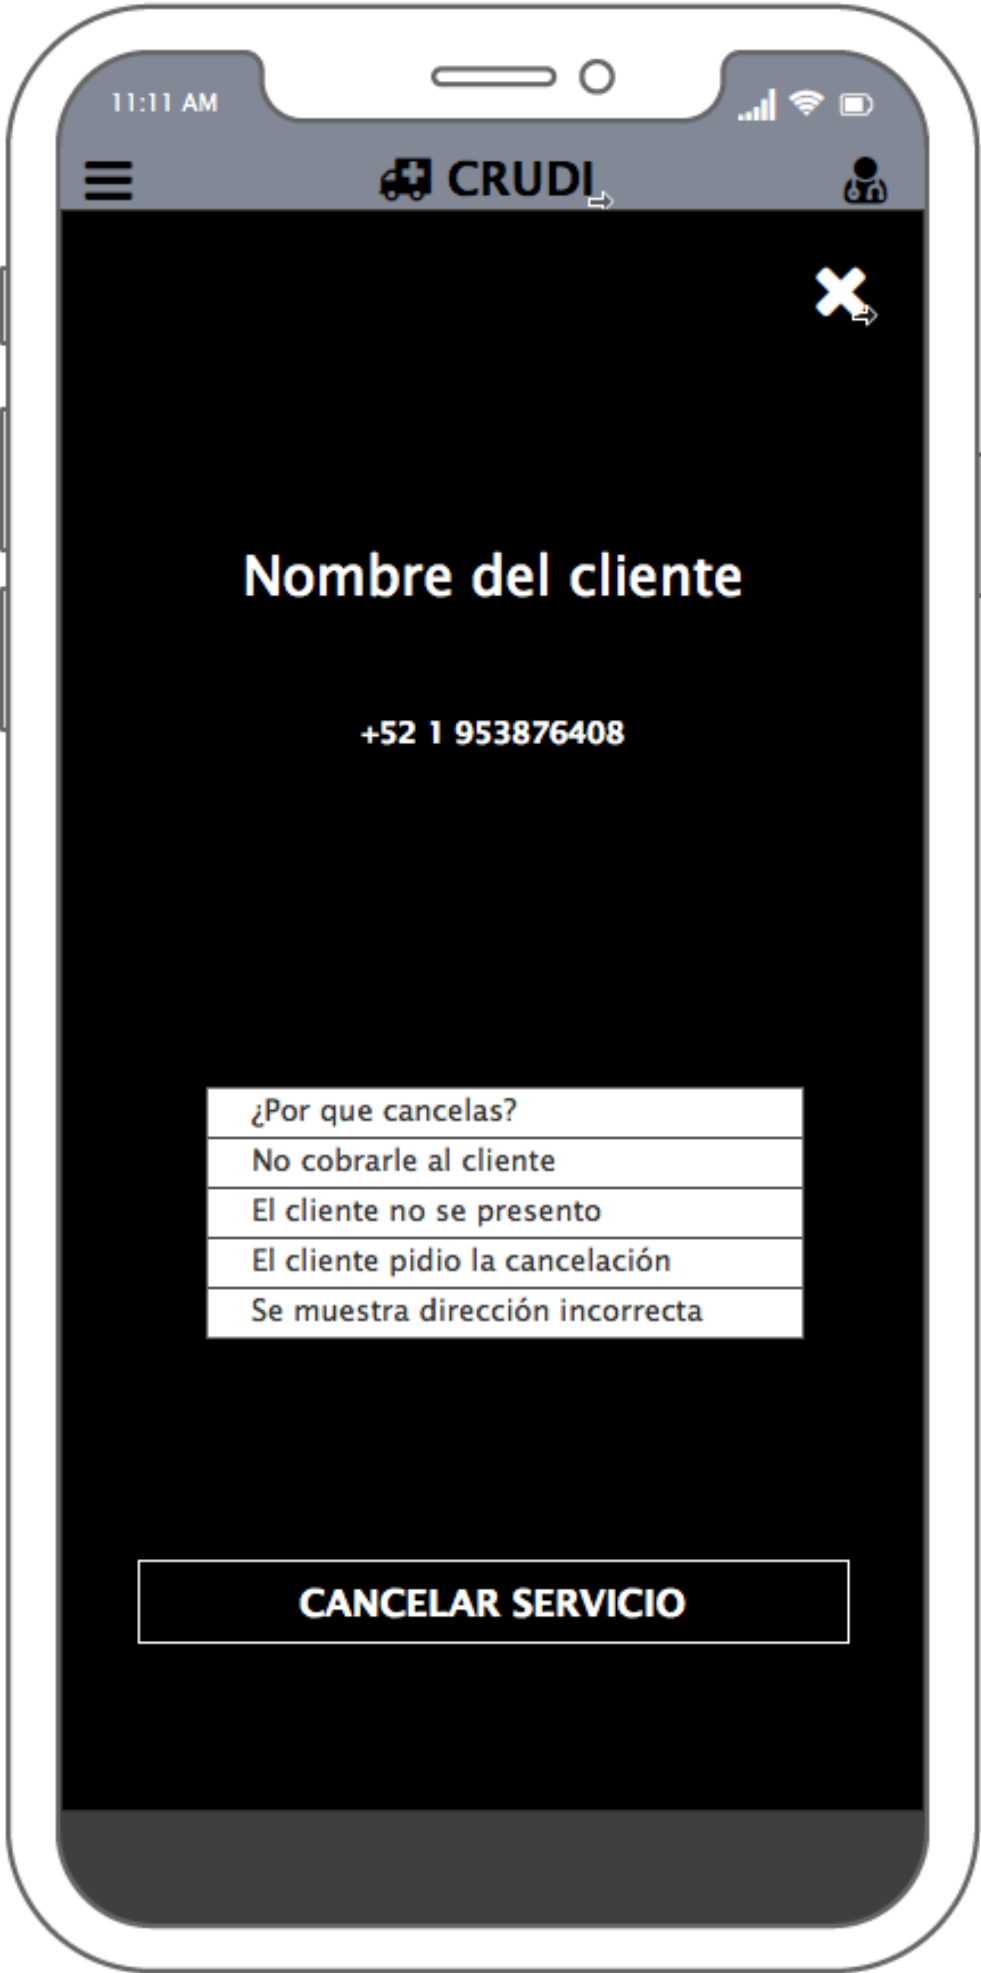 11:11 AM
CRUDI
Nombre del cliente
+52 1 953876408
¿Por que cancelas?
No cobrarle al cliente
El cliente no se presento
El cliente pidio la cancelación
Se muestra dirección incorrecta
CANCELAR SERVICIO